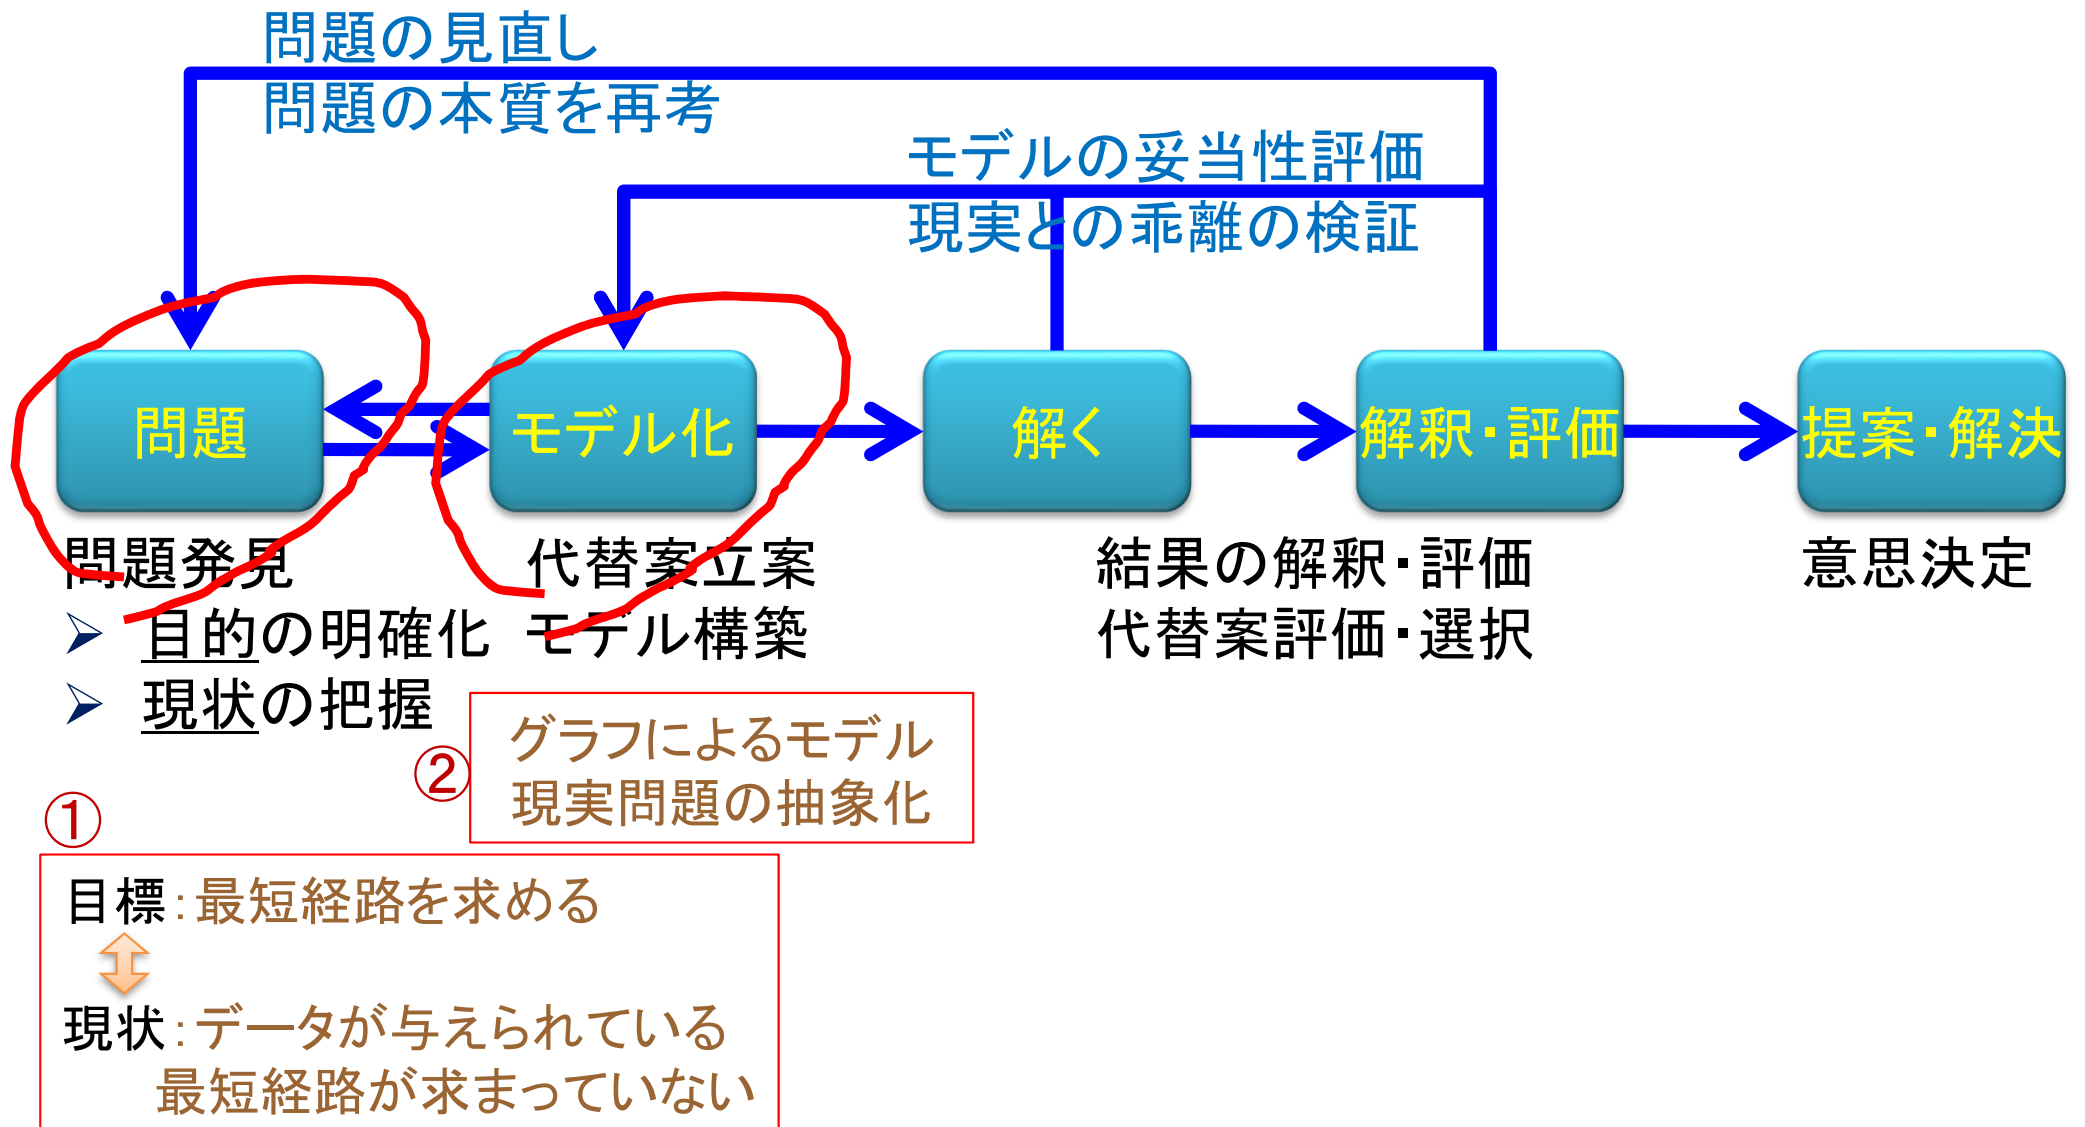 問題の見直し
問題の本質を再考
モデルの妥当性評価
現実との乖離の検証
問題
モデル化
解く
解釈・評価
提案・解決
問題発見
➢ 目的の明確化
➢ 現状の把握
代替案立案
モデル構築
結果の解釈・評価
代替案評価・選択
意思決定
②
グラフによるモデル
現実問題の抽象化
①
目標：最短経路を求める
現状：データが与えられている
最短経路が求まっていない